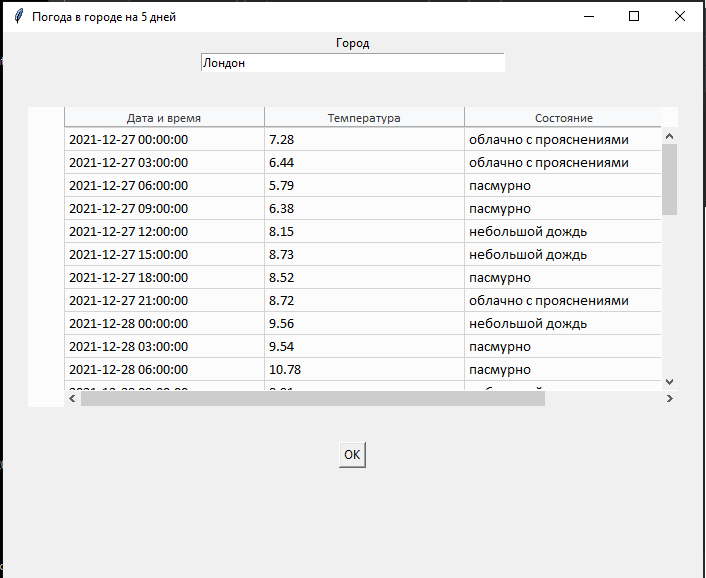 Погода в городе на 5 дней
Город
Лондон
Дата и время Температура Состояние
2021-12-27 00:00:00 7.28 облачно с прояснениями
2021-12-27 03:00:00 6.44 облачно с прояснениями
2021-12-27 06:00:00 5.79 пасмурно
2021-12-27 09:00:00 6.38 пасмурно
2021-12-27 12:00:00 8.15 небольшой дождь
2021-12-27 15:00:00 8.73 небольшой дождь
2021-12-27 18:00:00 8.52 пасмурно
2021-12-27 21:00:00 8.72 облачно с прояснениями
2021-12-28 00:00:00 9.56 небольшой дождь
2021-12-28 03:00:00 9.54 пасмурно
2021-12-28 06:00:00 10.78 пасмурно
OK